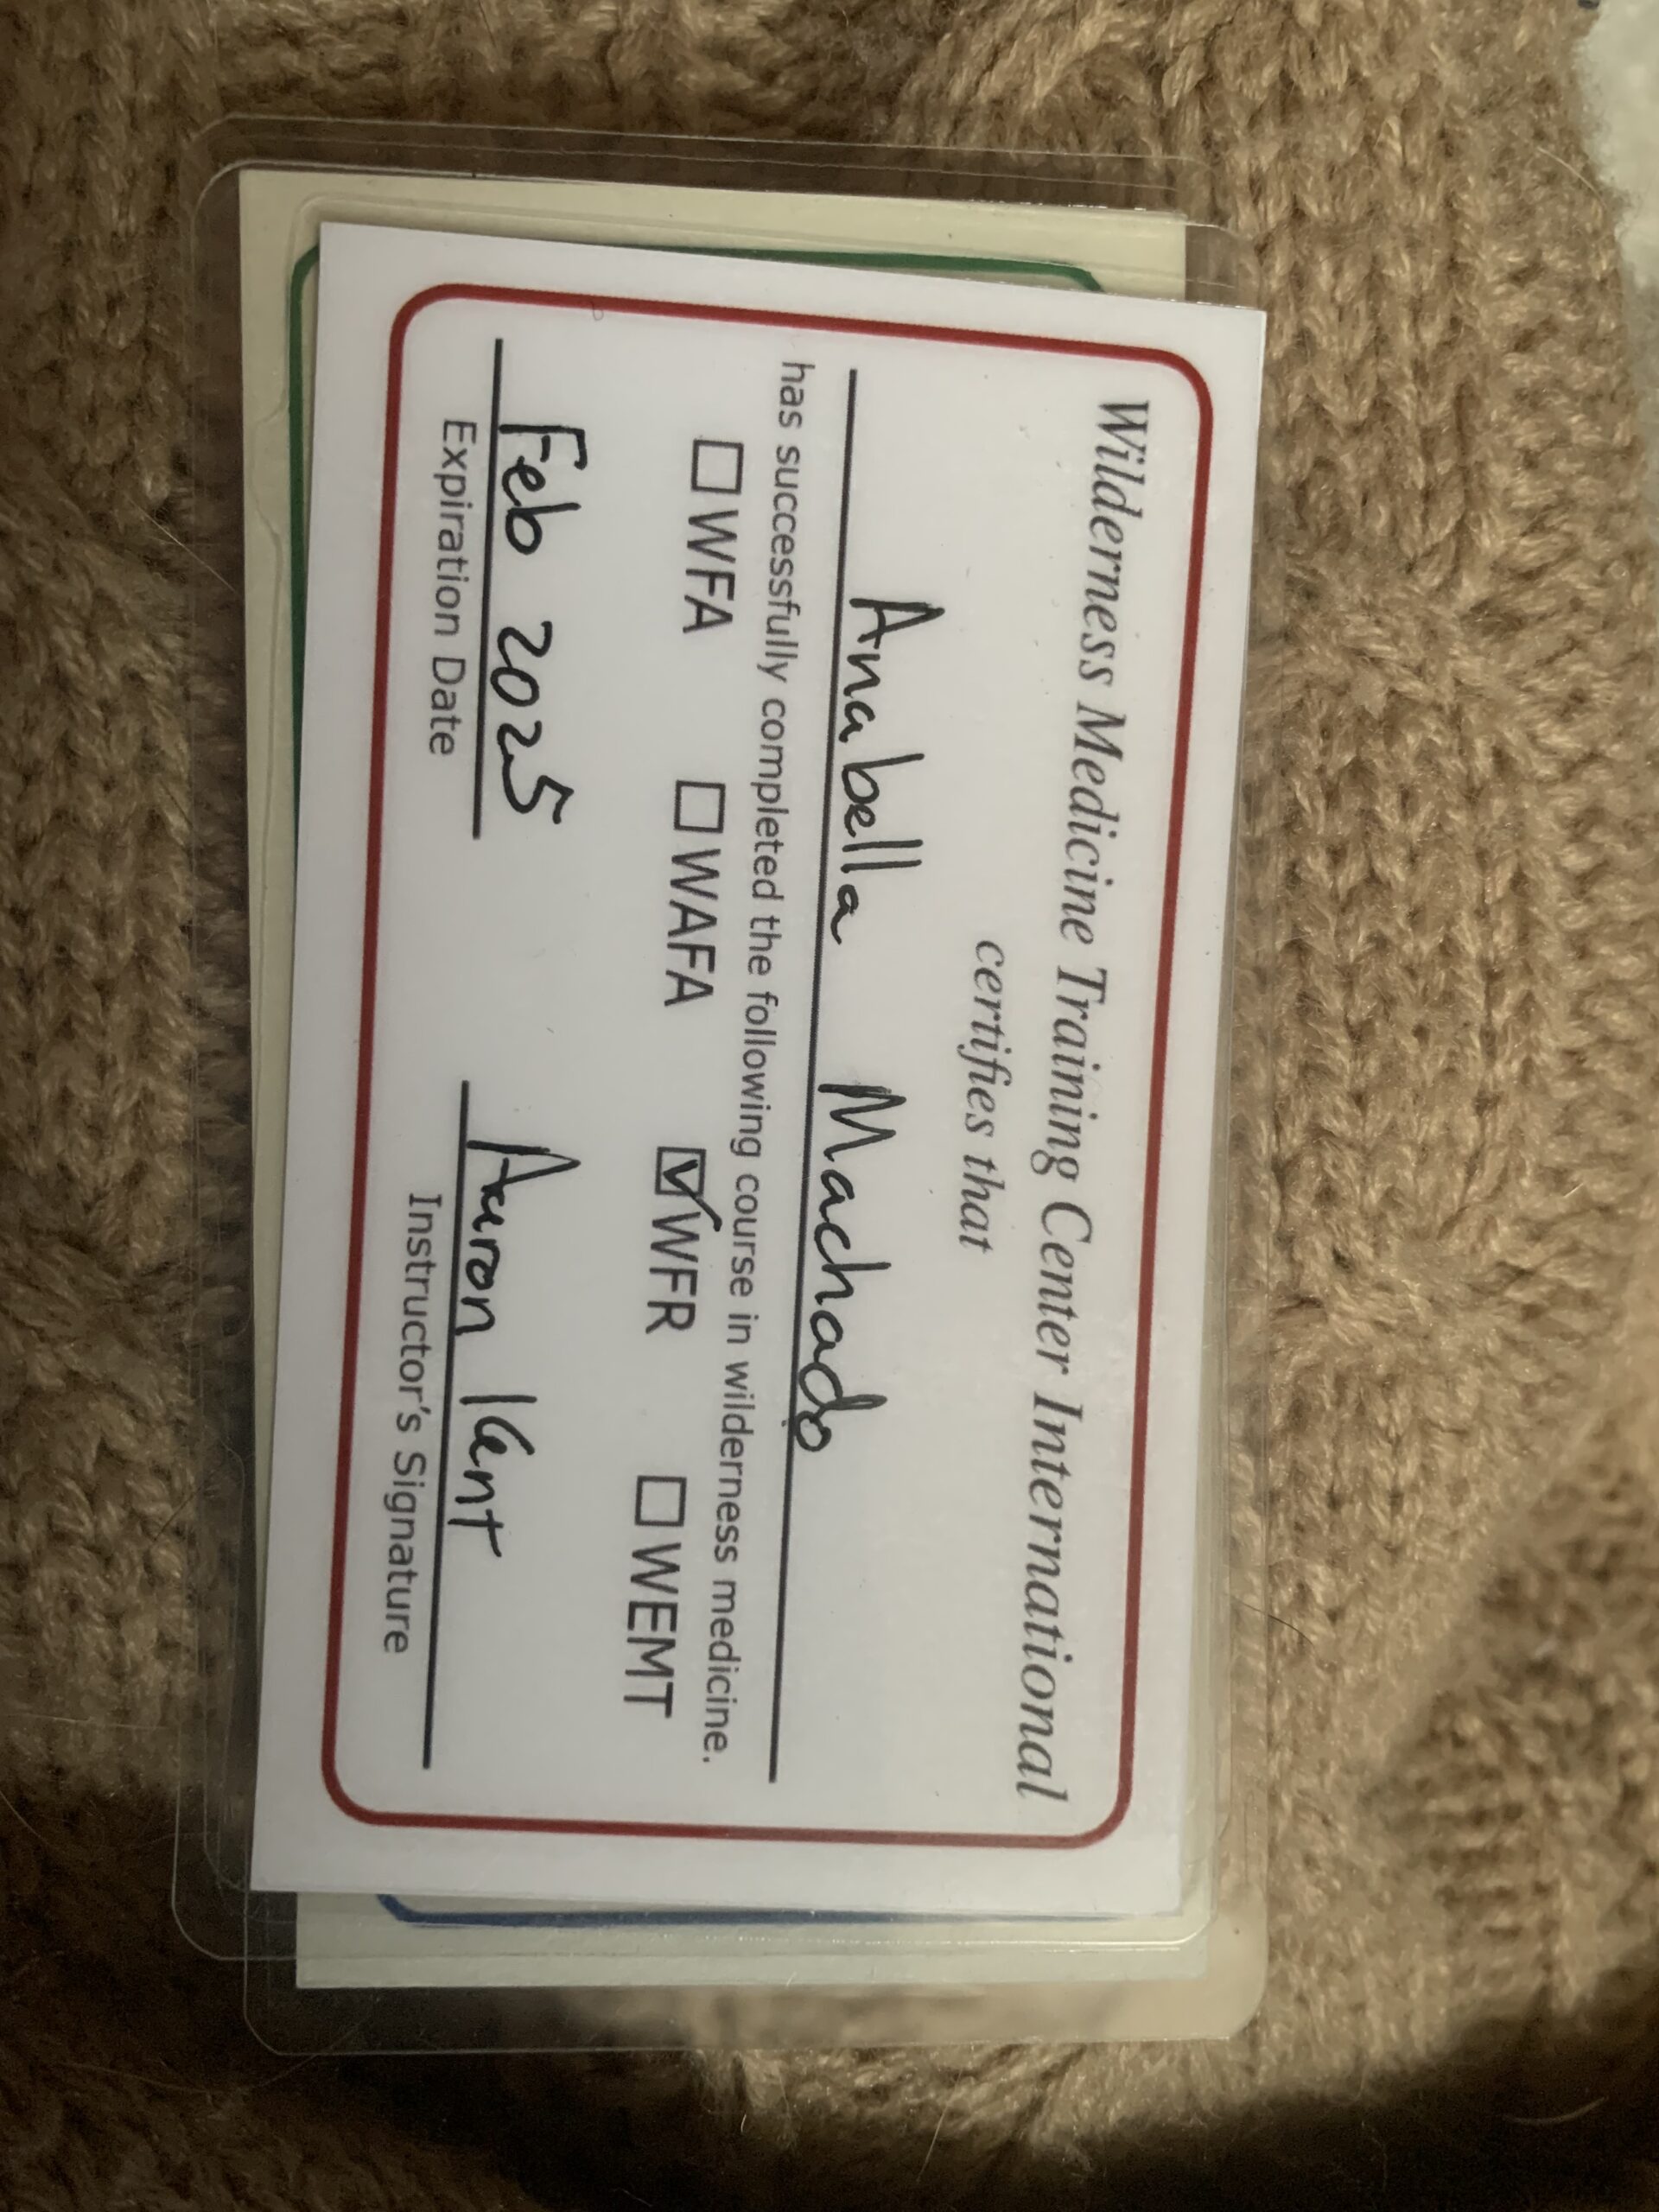 Wilderness Medicine Training Center International
certifies that
Anabella Machado
has successfully completed the following course in wilderness medicine.
☐ WFA ☐ WAFA ☑ WFR ☐ WEMT
Feb 2025 Aaron Kent
Expiration Date Instructor's Signature